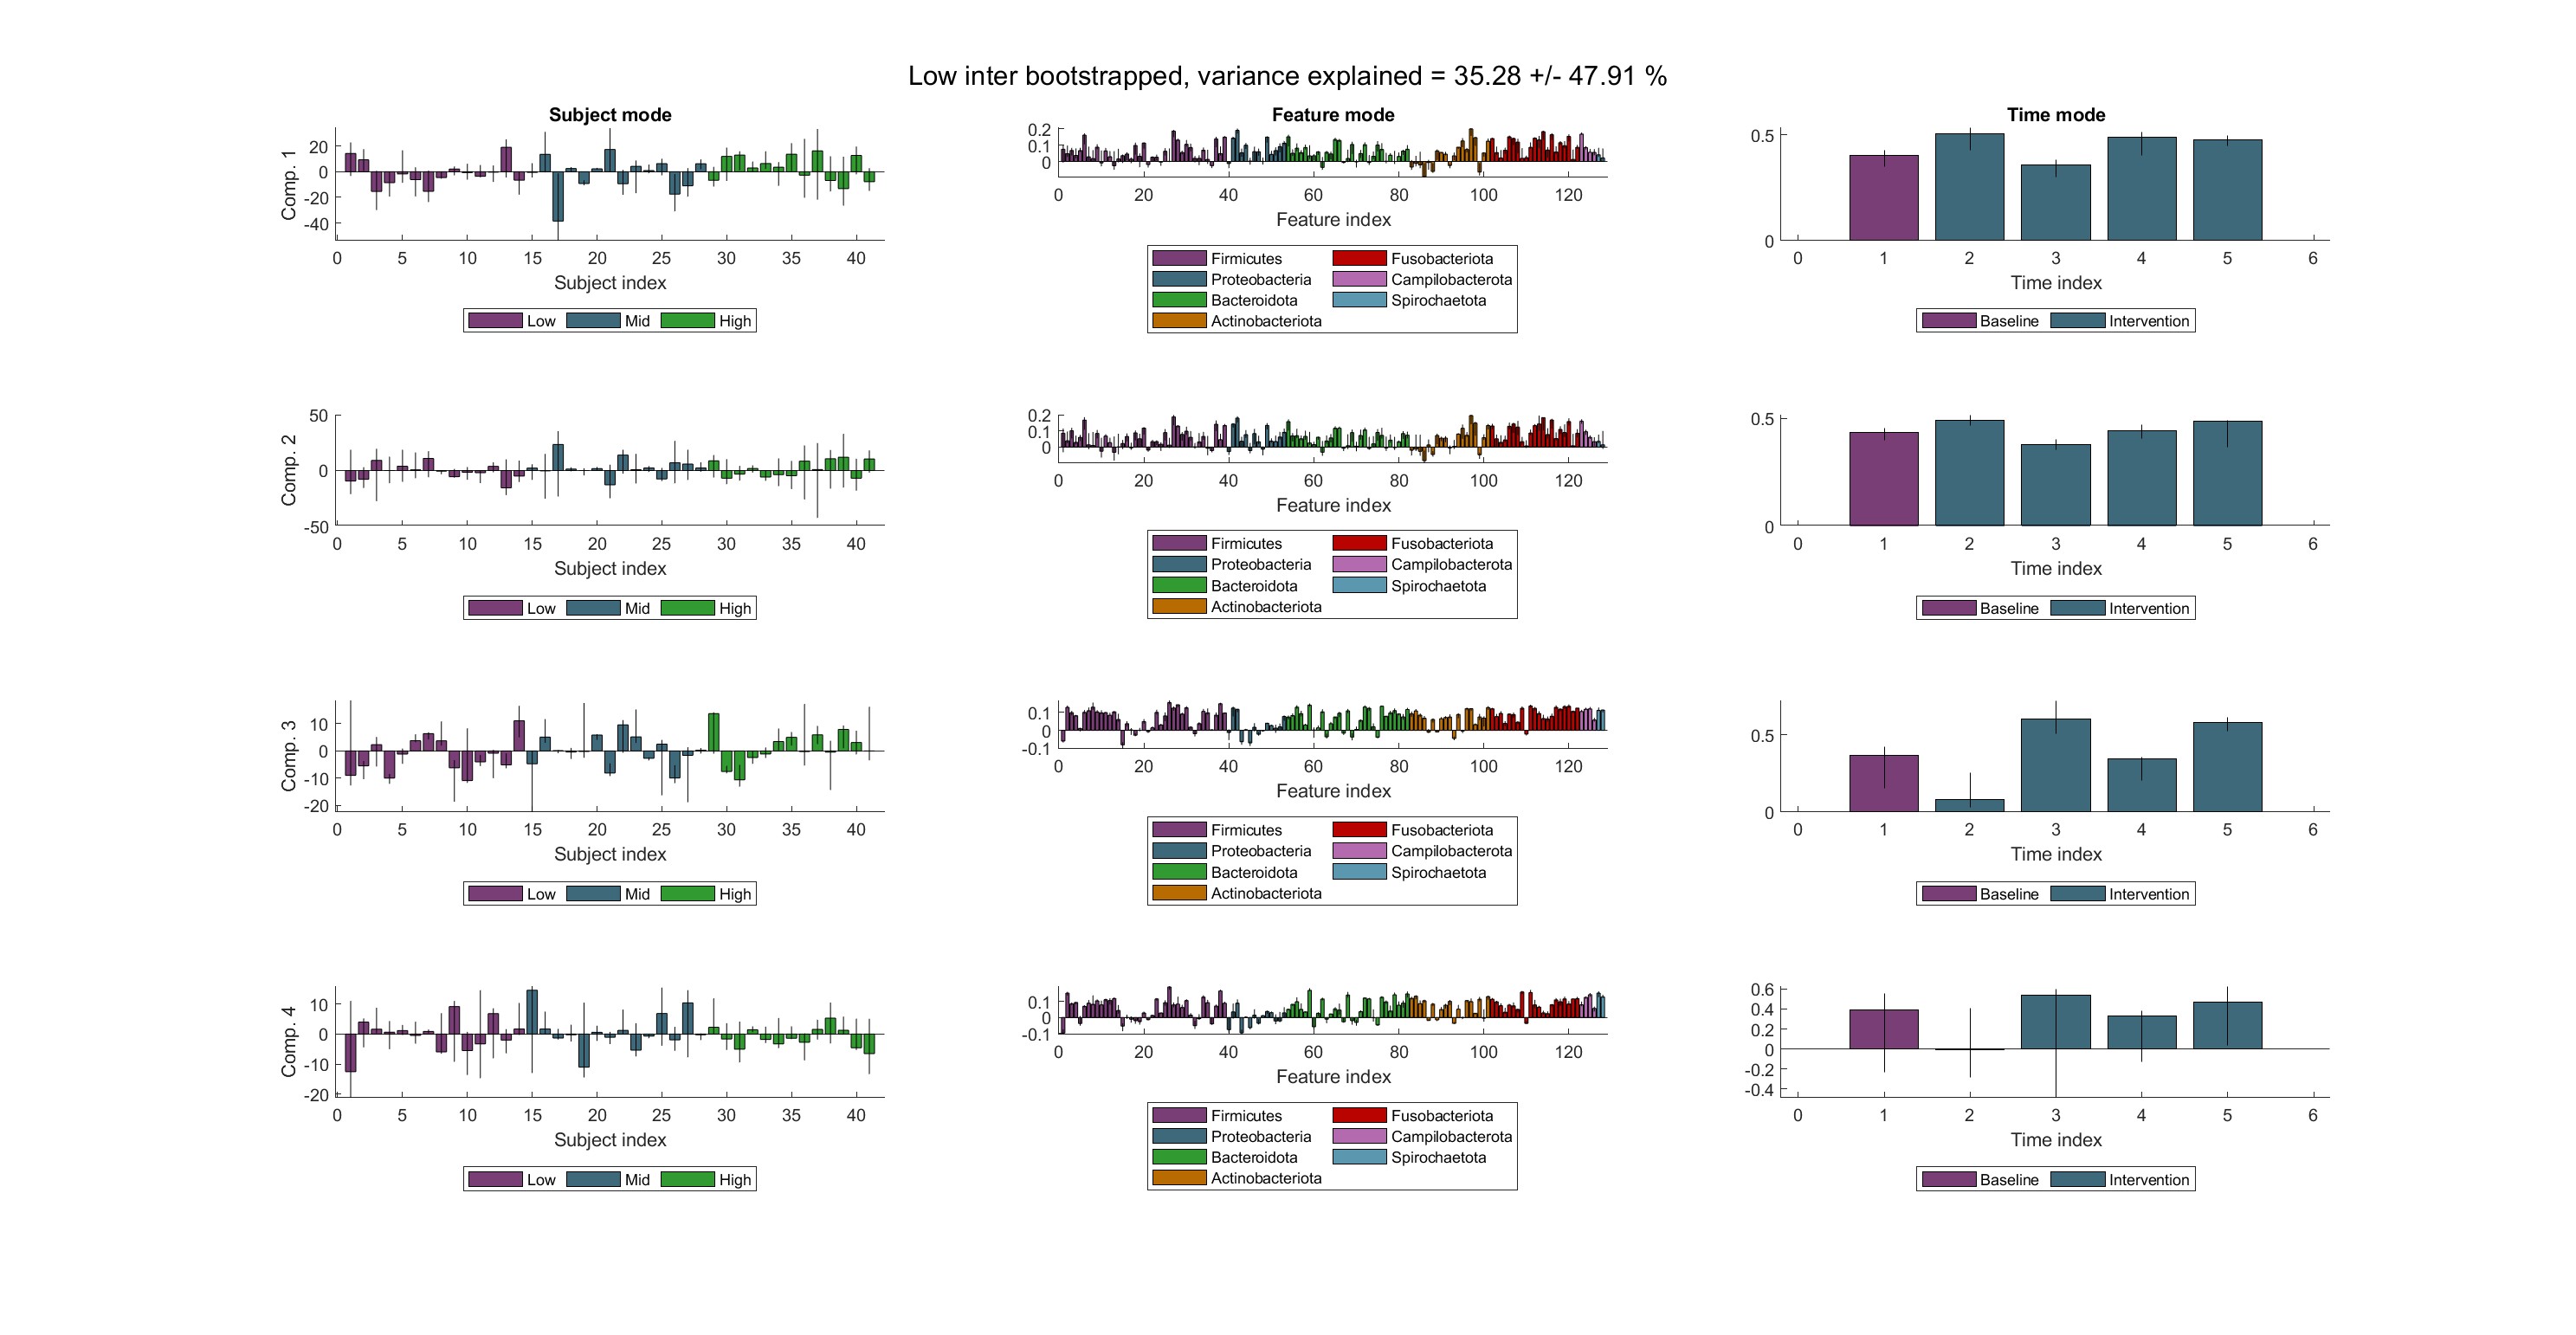 Low inter bootstrapped, variance explained = 35.28 +/- 47.91 %
Subject mode
Feature mode
Time mode
Comp. 1
20
0
-20
-40
0 5 10 15 20 25 30 35 40
Subject index
Low Mid High
0.2
0.1
0
0 20 40 60 80 100 120
Feature index
Firmicutes Fusobacteriota
Proteobacteria Campilobacterota
Bacteroidota Spirochaetota
Actinobacteriota
0.5
0
0 1 2 3 4 5 6
Time index
Baseline Intervention
Comp. 2
50
0
-50
0 5 10 15 20 25 30 35 40
Subject index
Low Mid High
0.2
0.1
0
0 20 40 60 80 100 120
Feature index
Firmicutes Fusobacteriota
Proteobacteria Campilobacterota
Bacteroidota Spirochaetota
Actinobacteriota
0.5
0
0 1 2 3 4 5 6
Time index
Baseline Intervention
Comp. 3
10
0
-10
-20
0 5 10 15 20 25 30 35 40
Subject index
Low Mid High
0.1
0
-0.1
0 20 40 60 80 100 120
Feature index
Firmicutes Fusobacteriota
Proteobacteria Campilobacterota
Bacteroidota Spirochaetota
Actinobacteriota
0.5
0
0 1 2 3 4 5 6
Time index
Baseline Intervention
Comp. 4
10
0
-10
-20
0 5 10 15 20 25 30 35 40
Subject index
Low Mid High
0.1
0
-0.1
0 20 40 60 80 100 120
Feature index
Firmicutes Fusobacteriota
Proteobacteria Campilobacterota
Bacteroidota Spirochaetota
Actinobacteriota
0.6
0.4
0.2
0
-0.2
-0.4
0 1 2 3 4 5 6
Time index
Baseline Intervention